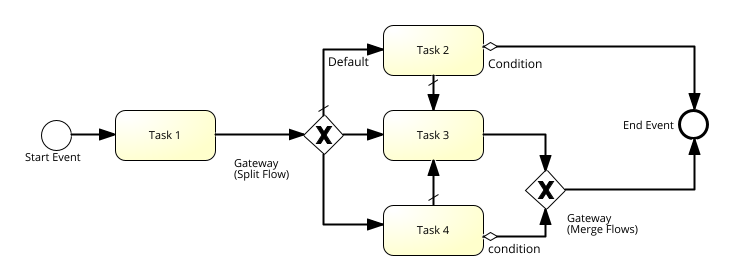 Task 2
Default
Condition
Task 1
Task 3
End Event
Start Event
Gateway
(Split Flow)
Gateway
(Merge Flows)
Task 4
condition